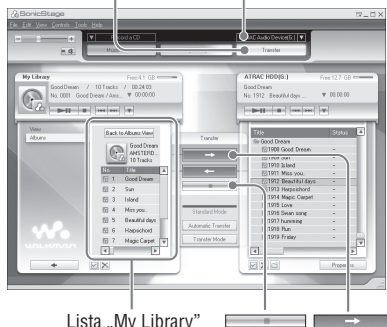 SonicStage
File Edit View Controls Tools Help
Record a CD
ATRAC Audio Device[G:]
Music
Transfer
My Library
Free 4.1 GB
Good Dream / 10 Tracks / 00:24:03
No. 0001 Good Dream / Ams... 00:00:00
ATRAC HDD(G:)
Free 12.7 GB
Good Dream
No. 1912 Beautiful days ... 00:00:00
View
Albums
Back to Albums View
Good Dream
AMSTERD...
10 Tracks
No. Title
1 Good Dream
2 Sun
3 Island
4 Miss you.
5 Beautiful days
6 Harpsichord
7 Magic Carpet
WALKMAN
Transfer
Standard Mode
Automatic Transfer
Transfer Mode
Title Status
Good Dream
1908 Good Dream -
1909 Sun -
1910 Island -
1911 Miss you. -
1912 Beautiful days -
1913 Harpsichord -
1914 Magic Carpet -
1915 Love -
1916 Swan song -
1917 humming -
1918 Run -
1919 Friday -
Properties
Lista „My Library”